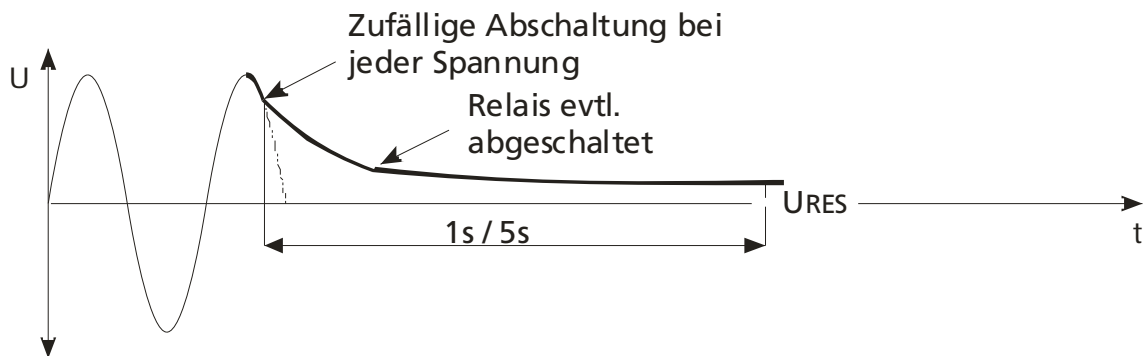 Zufällige Abschaltung bei
jeder Spannung
U
Relais evtl.
abgeschaltet
URES
1s / 5s
t